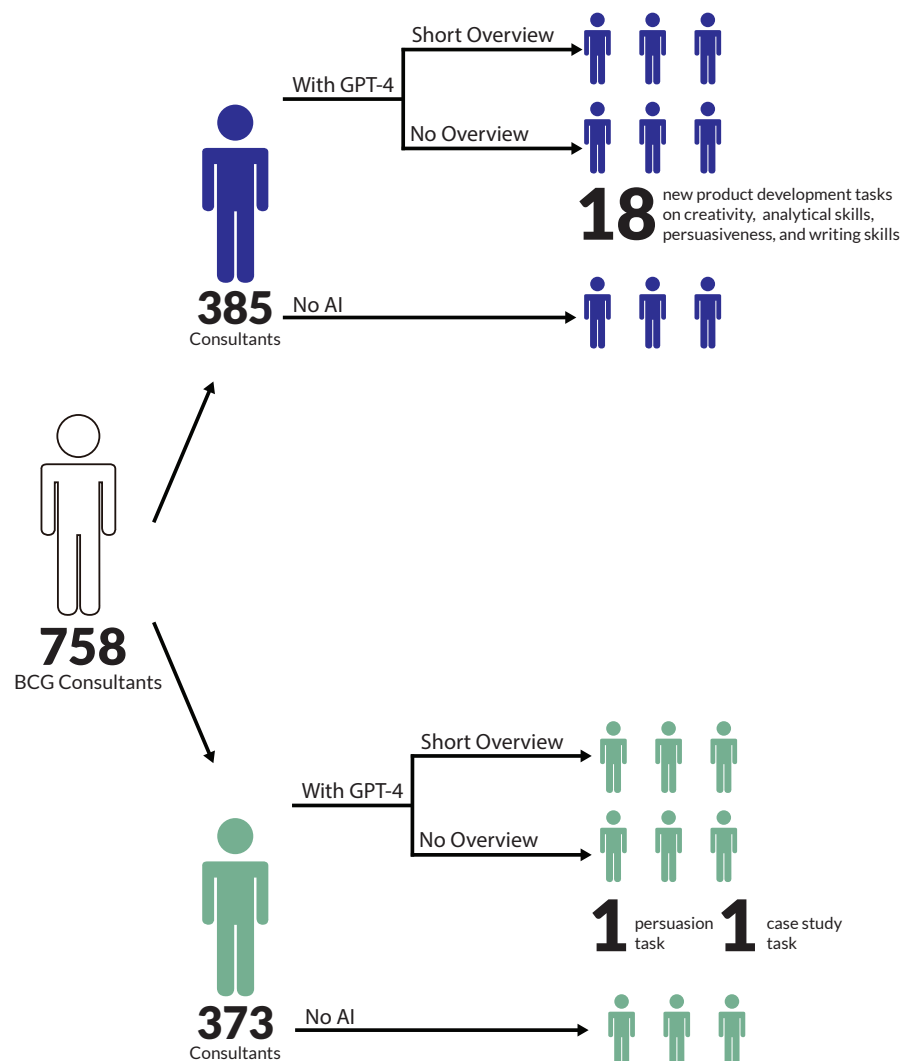 Short Overview
With GPT-4
No Overview
18
new product development tasks
on creativity, analytical skills,
persuasiveness, and writing skills
No AI
385
Consultants
758
BCG Consultants
Short Overview
With GPT-4
No Overview
1
persuasion
task
1
case study
task
No AI
373
Consultants